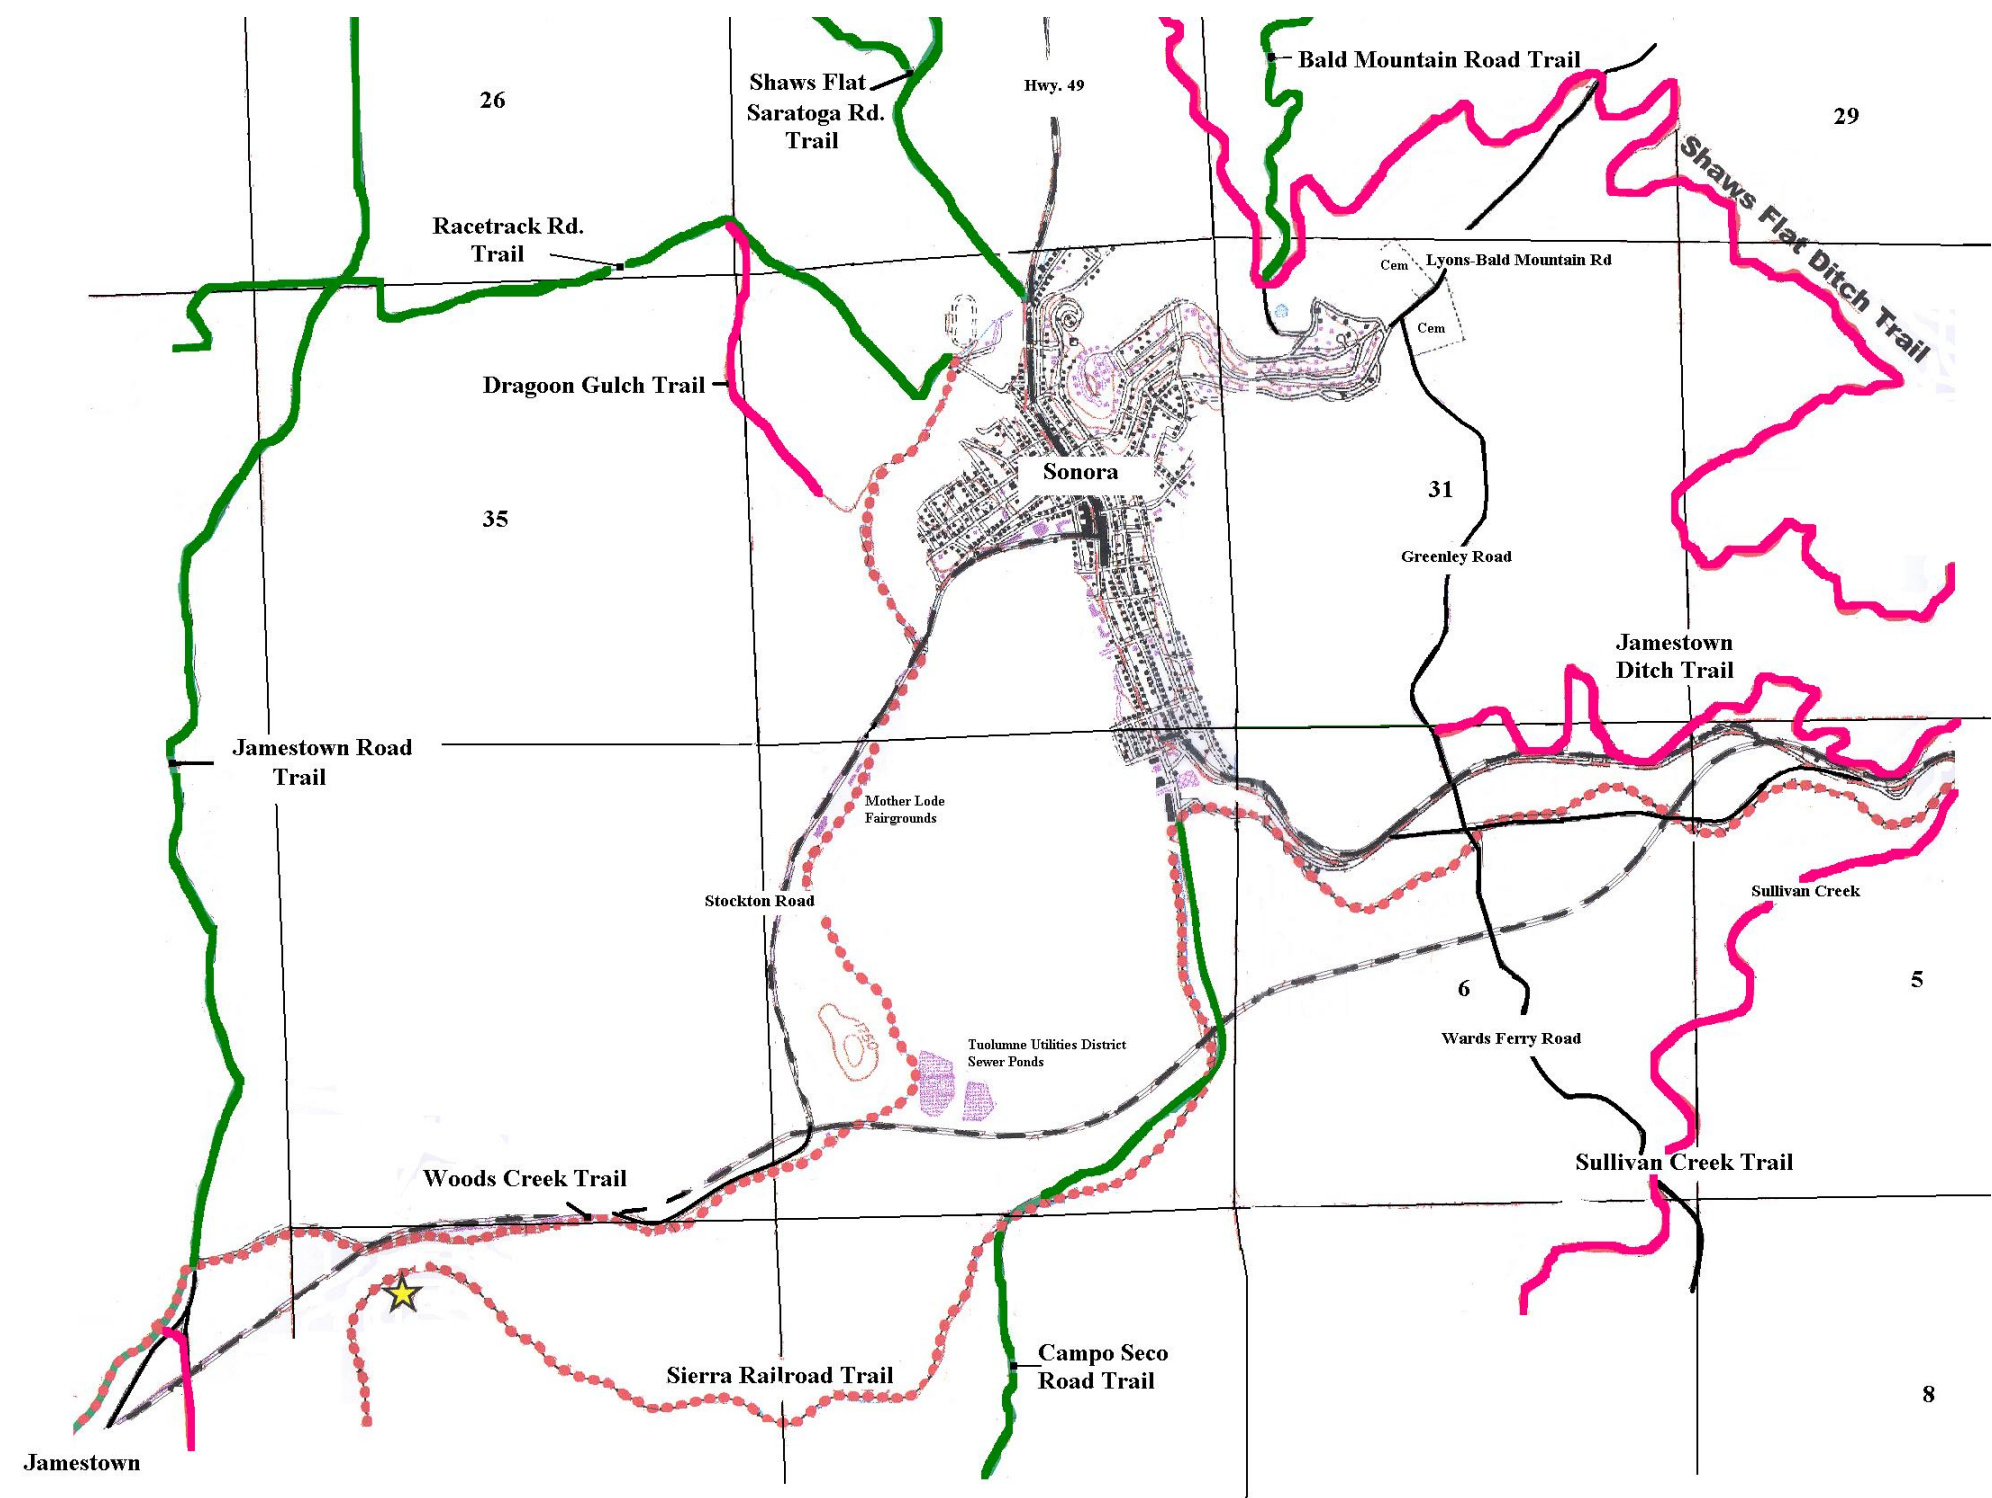 Bald Mountain Road Trail
Shaws Flat
Saratoga Rd.
Trail
Hwy. 49
26
29
Shaws Flat Ditch Trail
Racetrack Rd.
Trail
Cem
Lyons-Bald Mountain Rd
Cem
Dragoon Gulch Trail
Sonora
31
35
Greenley Road
Jamestown
Ditch Trail
Jamestown Road
Trail
Mother Lode
Fairgrounds
Stockton Road
Sullivan Creek
6
5
1750
Tuolumne Utilities District
Sewer Ponds
Wards Ferry Road
Woods Creek Trail
Sullivan Creek Trail
Sierra Railroad Trail
Campo Seco
Road Trail
8
Jamestown